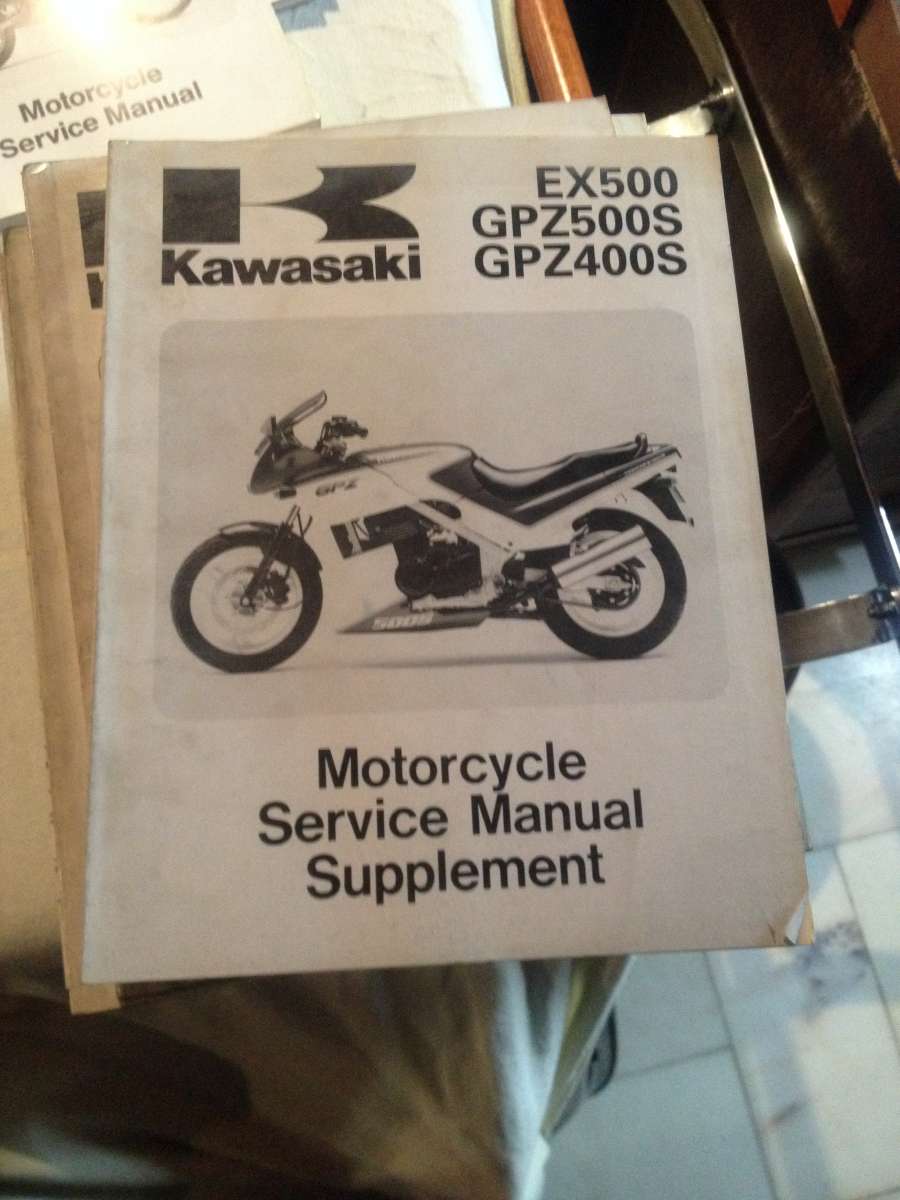 Motorcycle
Service Manual
Kawasaki
EX500
GPZ500S
GPZ400S
GPZ
500S
Motorcycle
Service Manual
Supplement